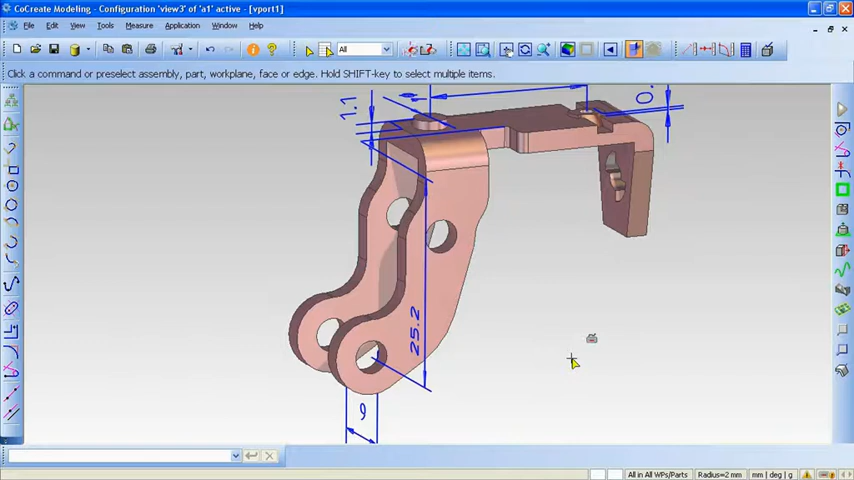 CoCreate Modeling - Configuration 'view3' of 'a1' active - [vport1]
File Edit View Tools Measure Application Window Help
All
Click a command or preselect assembly, part, workplane, face or edge. Hold SHIFT-key to select multiple items.
1.1
0.
25.2
9
All in All WPs/Parts Radius=2 mm mm | deg | g